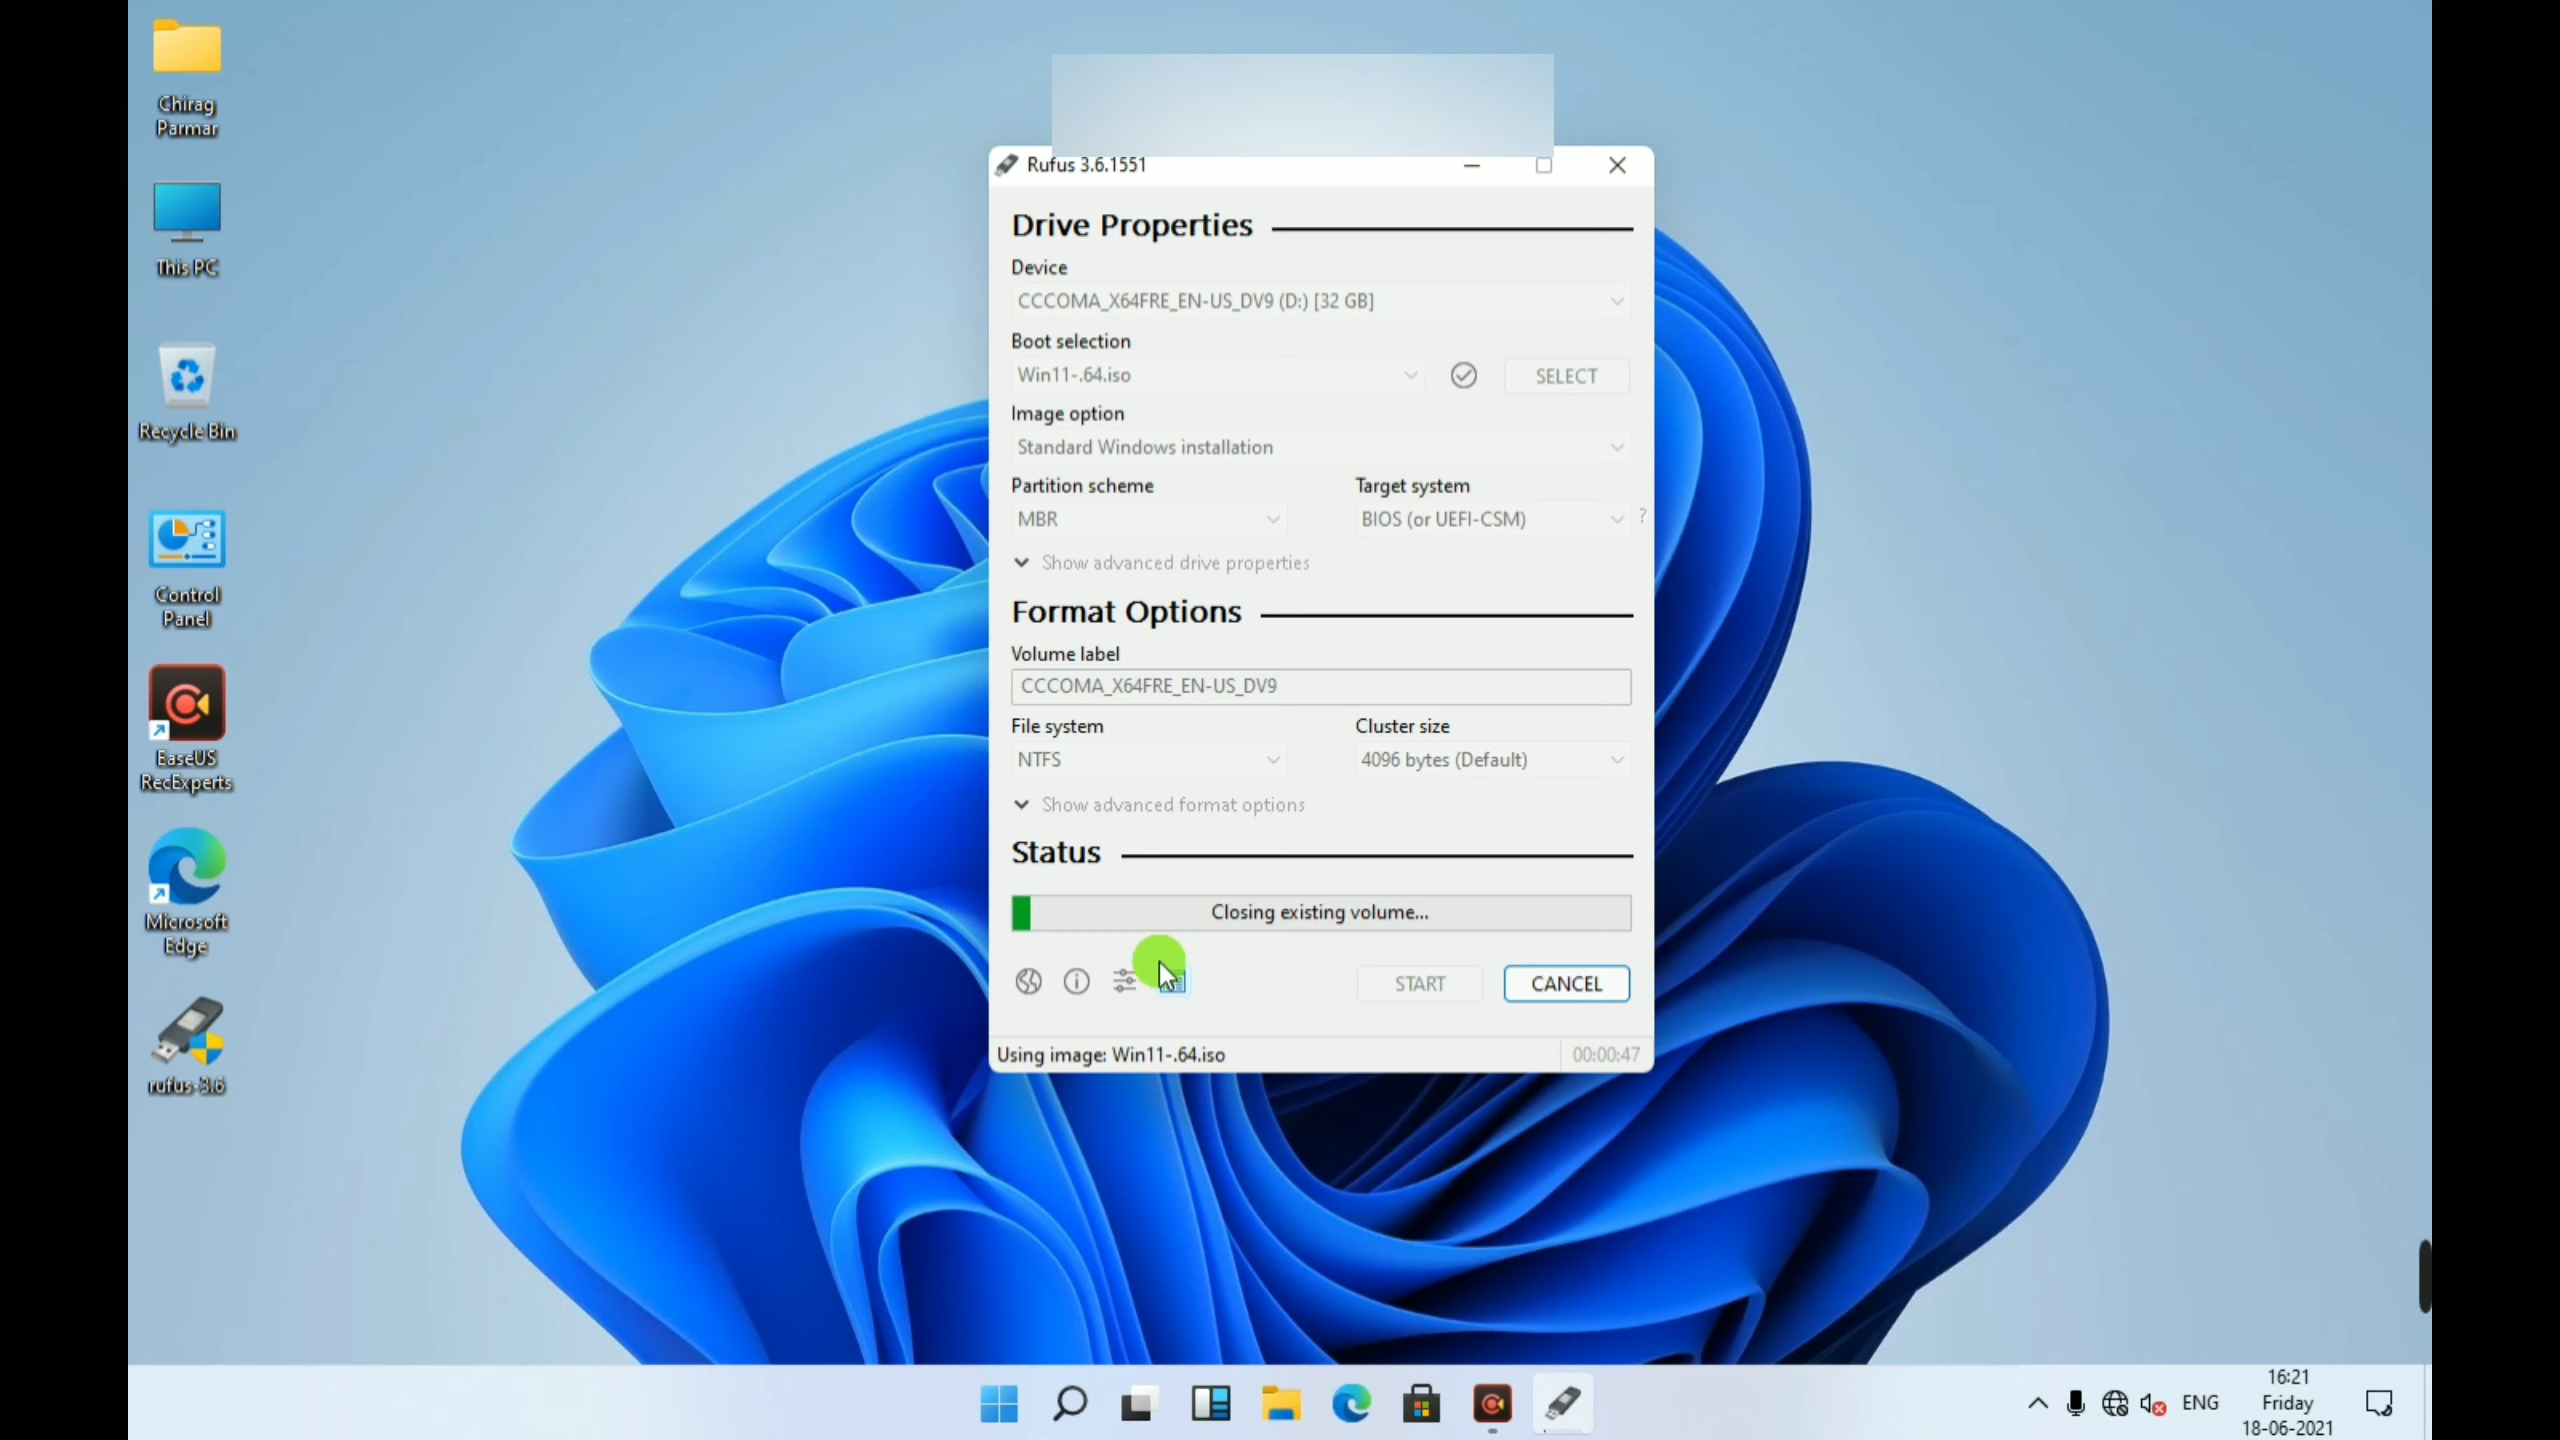 Chirag
Parmar
This PC
Recycle Bin
Control
Panel
EaseUS
RecExperts
Microsoft
Edge
rufus-3.6
Rufus 3.6.1551
Drive Properties
Device
CCCOMA_X64FRE_EN-US_DV9 (D:) [32 GB]
Boot selection
Win11-.64.iso
SELECT
Image option
Standard Windows installation
Partition scheme
Target system
MBR
BIOS (or UEFI-CSM)
?
Show advanced drive properties
Format Options
Volume label
CCCOMA_X64FRE_EN-US_DV9
File system
Cluster size
NTFS
4096 bytes (Default)
Show advanced format options
Status
Closing existing volume...
START
CANCEL
Using image: Win11-.64.iso
00:00:47
ENG
16:21
Friday
18-06-2021